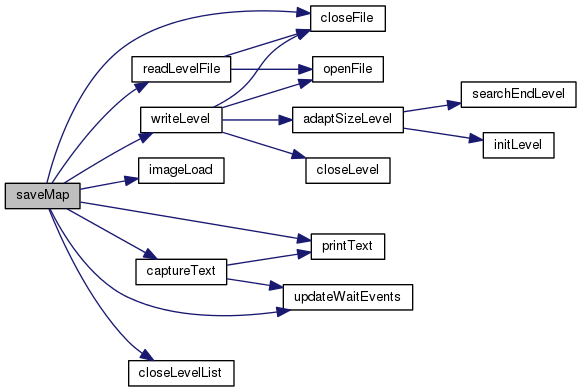 closeFile
readLevelFile
openFile
searchEndLevel
writeLevel
adaptSizeLevel
initLevel
imageLoad
closeLevel
saveMap
printText
captureText
updateWaitEvents
closeLevelList